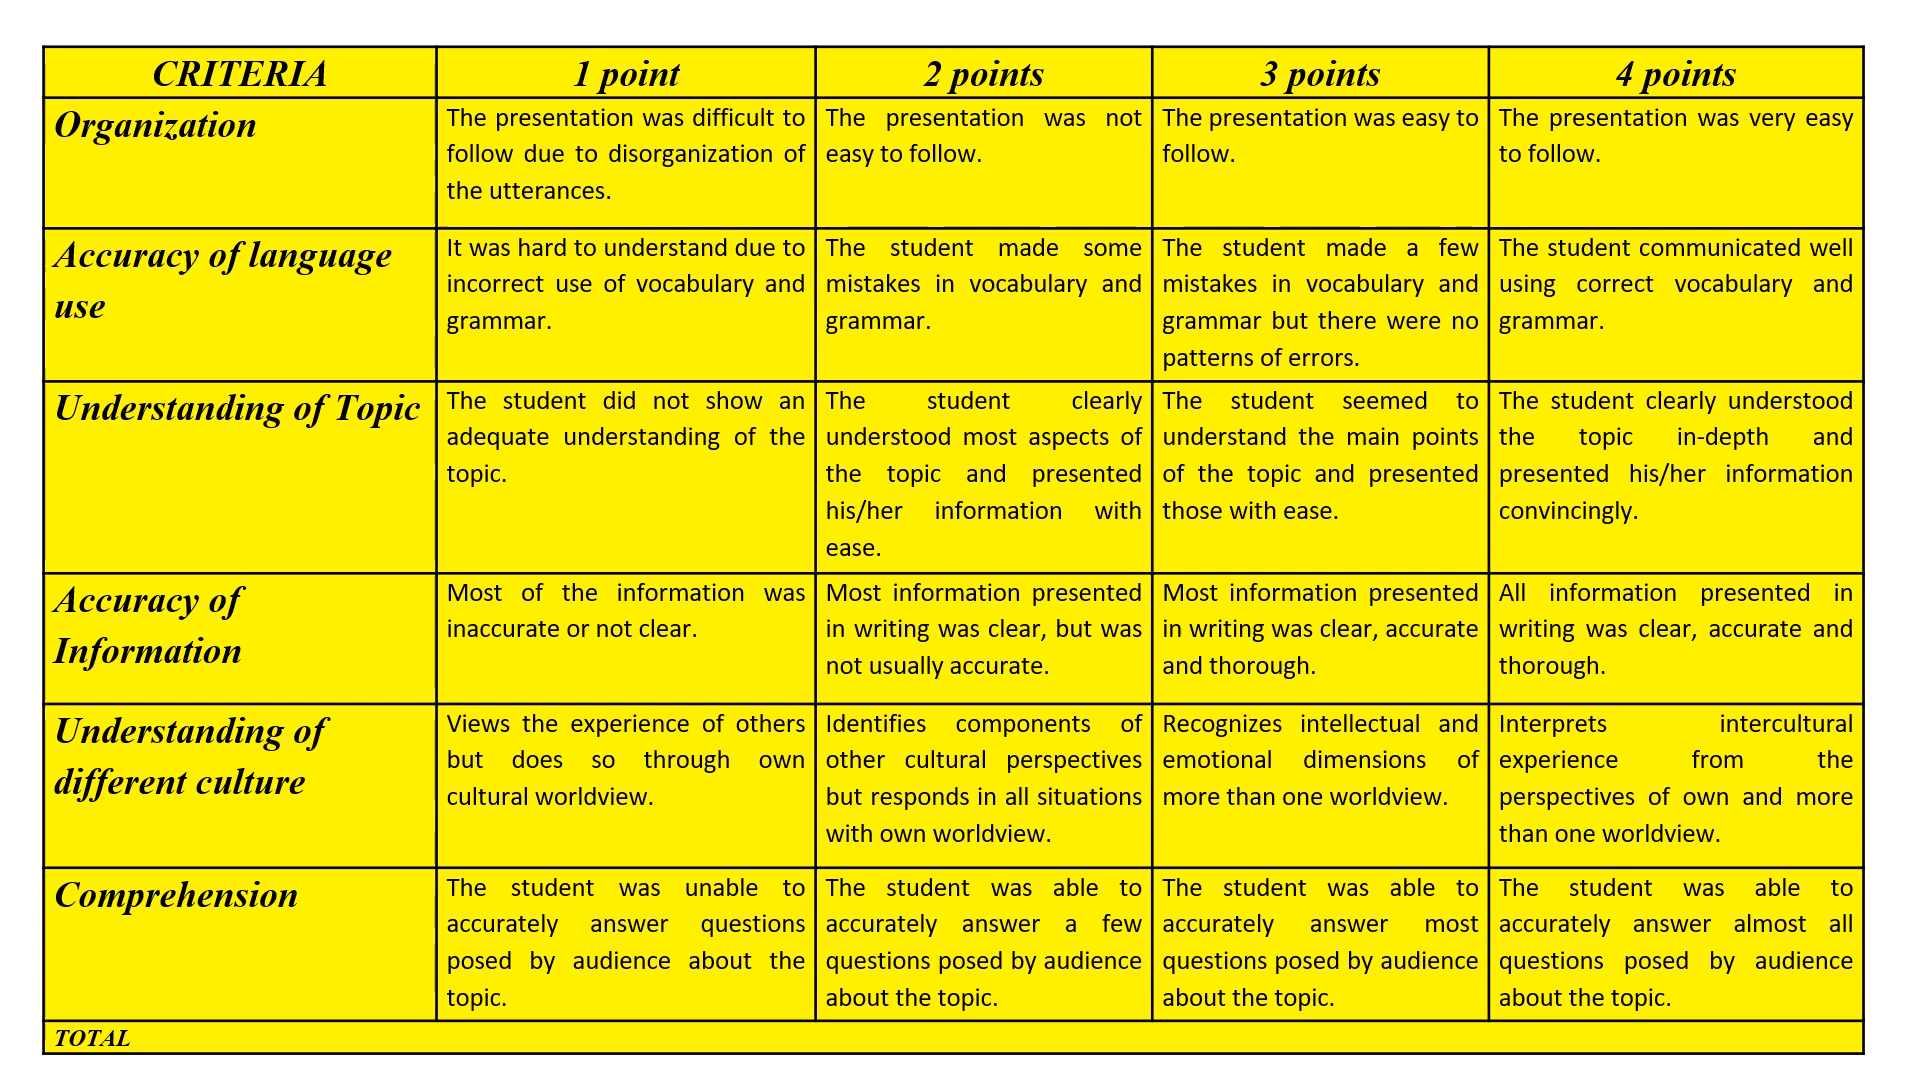 CRITERIA
1 point
2 points
3 points
4 points
Organization
The presentation was difficult to
follow due to disorganization of
the utterances.
The presentation was not
easy to follow.
The presentation was easy to
follow.
The presentation was very easy
to follow.
Accuracy of language
use
It was hard to understand due to
incorrect use of vocabulary and
grammar.
The student made some
mistakes in vocabulary and
grammar.
The student made a few
mistakes in vocabulary and
grammar but there were no
patterns of errors.
The student communicated well
using correct vocabulary and
grammar.
Understanding of Topic
The student did not show an
adequate understanding of the
topic.
The student clearly
understood most aspects of
the topic and presented
his/her information with
ease.
The student seemed to
understand the main points
of the topic and presented
those with ease.
The student clearly understood
the topic in-depth and
presented his/her information
convincingly.
Accuracy of
Information
Most of the information was
inaccurate or not clear.
Most information presented
in writing was clear, but was
not usually accurate.
Most information presented
in writing was clear, accurate
and thorough.
All information presented in
writing was clear, accurate and
thorough.
Understanding of
different culture
Views the experience of others
but does so through own
cultural worldview.
Identifies components of
other cultural perspectives
but responds in all situations
with own worldview.
Recognizes intellectual and
emotional dimensions of
more than one worldview.
Interprets intercultural
experience from the
perspectives of own and more
than one worldview.
Comprehension
The student was unable to
accurately answer questions
posed by audience about the
topic.
The student was able to
accurately answer a few
questions posed by audience
about the topic.
The student was able to
accurately answer most
questions posed by audience
about the topic.
The student was able to
accurately answer almost all
questions posed by audience
about the topic.
TOTAL